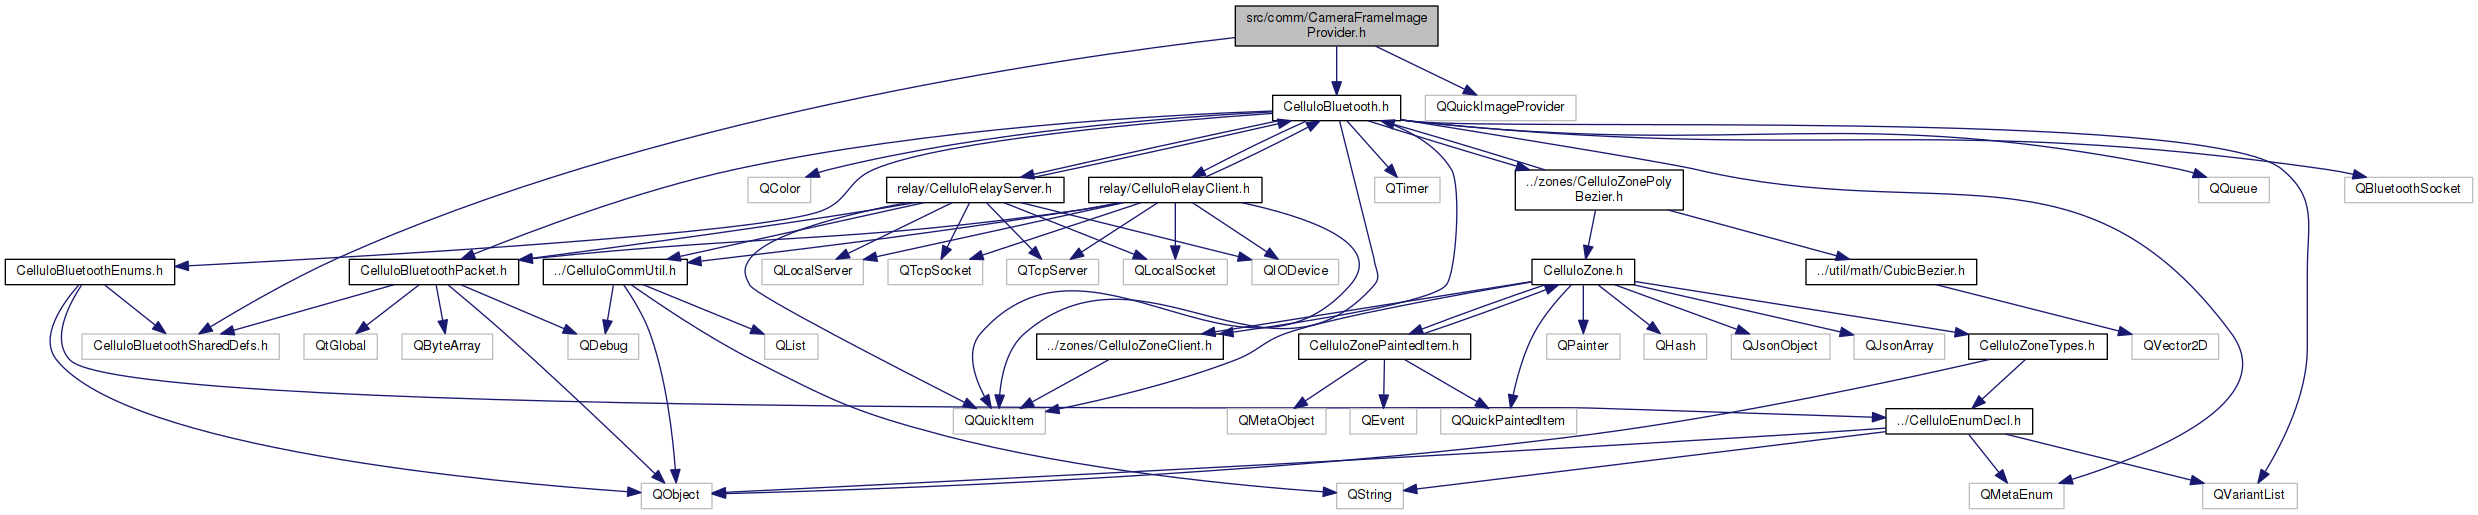 src/comm/CameraFrameImage
Provider.h
CelluloBluetooth.h
QQuickImageProvider
QColor
relay/CelluloRelayServer.h
relay/CelluloRelayClient.h
QTimer
../zones/CelluloZonePoly
Bezier.h
QQueue
QBluetoothSocket
CelluloBluetoothEnums.h
CelluloBluetoothPacket.h
../CelluloCommUtil.h
QLocalServer
QTcpSocket
QTcpServer
QLocalSocket
QIODevice
CelluloZone.h
../util/math/CubicBezier.h
CelluloBluetoothSharedDefs.h
QtGlobal
QByteArray
QDebug
QList
../zones/CelluloZoneClient.h
CelluloZonePaintedItem.h
QPainter
QHash
QJsonObject
QJsonArray
CelluloZoneTypes.h
QVector2D
QQuickItem
QMetaObject
QEvent
QQuickPaintedItem
../CelluloEnumDecl.h
QObject
QString
QMetaEnum
QVariantList